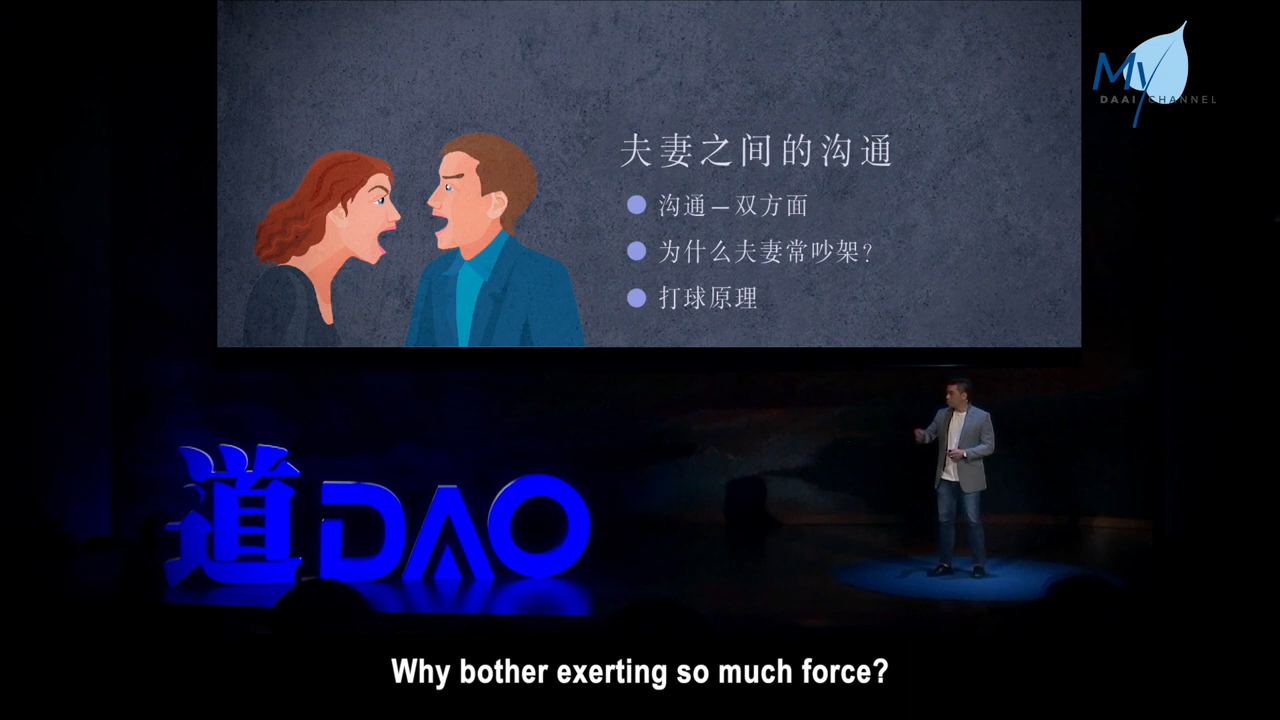 My
DAAI CHANNEL
夫妻之间的沟通
沟通－双方面
为什么夫妻常吵架?
打球原理
道DAO
Why bother exerting so much force?